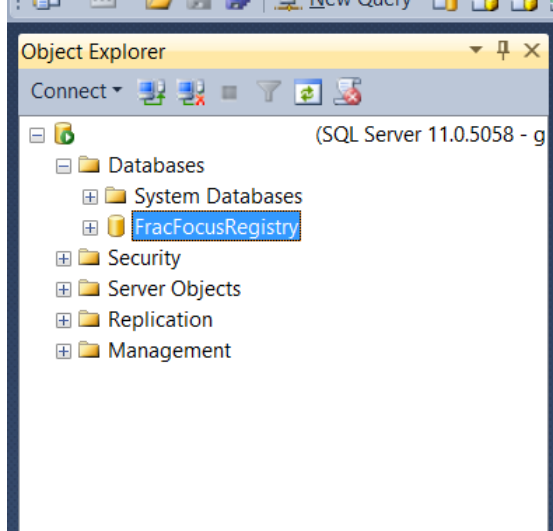 New Query
Object Explorer
Connect
(SQL Server 11.0.5058 - g
Databases
System Databases
FracFocusRegistry
Security
Server Objects
Replication
Management